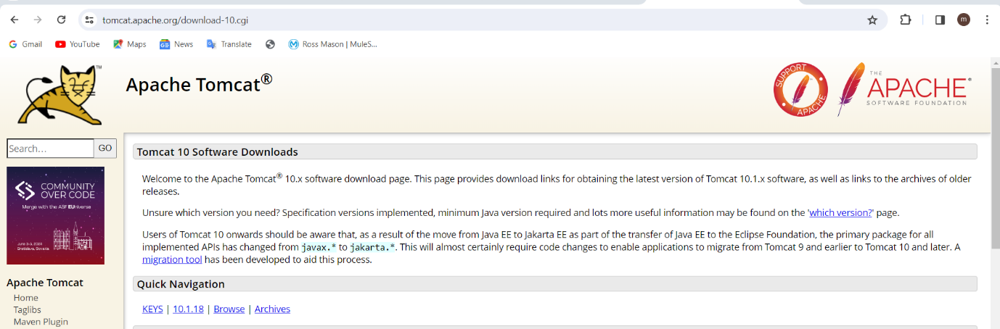 tomcat.apache.org/download-10.cgi
m
Gmail
YouTube
Maps
News
Translate
Ross Mason | MuleS...
TM
Apache Tomcat®
SUPPORT
APACHE
THE
APACHE®
SOFTWARE FOUNDATION
Search...
GO
COMMUNITY
OVER CODE
Merge with the ASF EUniverse
Bratislava, Slovakia
Apache Tomcat
Home
Taglibs
Maven Plugin
Tomcat 10 Software Downloads
Welcome to the Apache Tomcat® 10.x software download page. This page provides download links for obtaining the latest version of Tomcat 10.1.x software, as well as links to the archives of older
releases.
Unsure which version you need? Specification versions implemented, minimum Java version required and lots more useful information may be found on the 'which version?' page.
Users of Tomcat 10 onwards should be aware that, as a result of the move from Java EE to Jakarta EE as part of the transfer of Java EE to the Eclipse Foundation, the primary package for all
implemented APIs has changed from javax.* to jakarta.*. This will almost certainly require code changes to enable applications to migrate from Tomcat 9 and earlier to Tomcat 10 and later. A
migration tool has been developed to aid this process.
Quick Navigation
KEYS | 10.1.18 | Browse | Archives